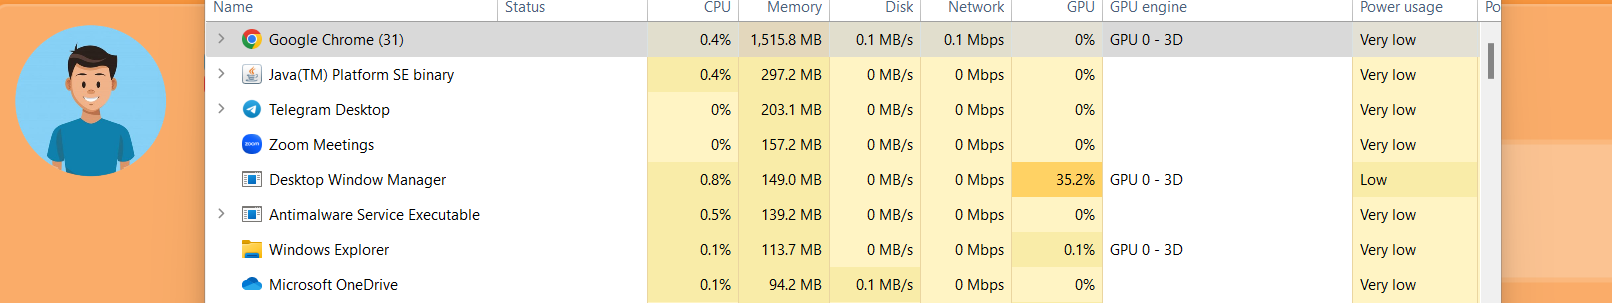 Name Status CPU Memory Disk Network GPU GPU engine Power usage Po
Google Chrome (31) 0.4% 1,515.8 MB 0.1 MB/s 0.1 Mbps 0% GPU 0 - 3D Very low
Java(TM) Platform SE binary 0.4% 297.2 MB 0 MB/s 0 Mbps 0% Very low
Telegram Desktop 0% 203.1 MB 0 MB/s 0 Mbps 0% Very low
zoom Zoom Meetings 0% 157.2 MB 0 MB/s 0 Mbps 0% Very low
Desktop Window Manager 0.8% 149.0 MB 0 MB/s 0 Mbps 35.2% GPU 0 - 3D Low
Antimalware Service Executable 0.5% 139.2 MB 0 MB/s 0 Mbps 0% Very low
Windows Explorer 0.1% 113.7 MB 0 MB/s 0 Mbps 0.1% GPU 0 - 3D Very low
Microsoft OneDrive 0.1% 94.2 MB 0.1 MB/s 0 Mbps 0% Very low